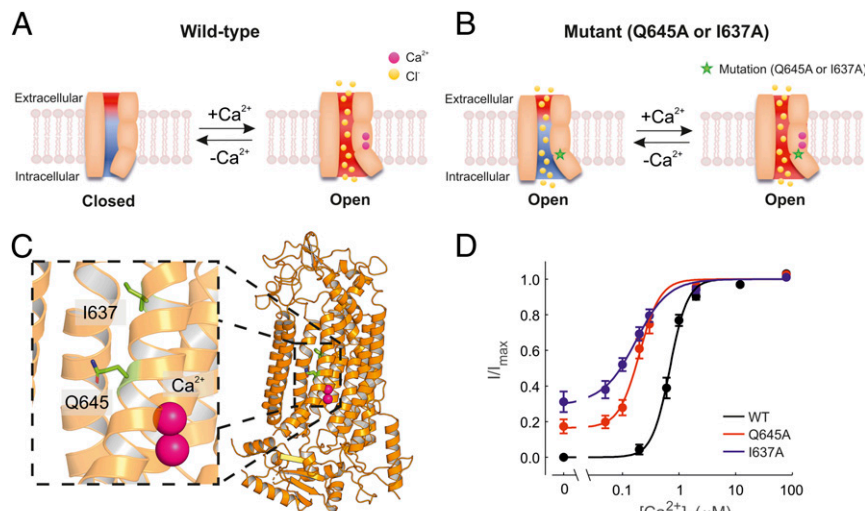 A
Wild-type
Ca²⁺
Cl⁻
Extracellular
+Ca²⁺
-Ca²⁺
Intracellular
Closed
Open
B
Mutant (Q645A or I637A)
Mutation (Q645A or I637A)
Extracellular
+Ca²⁺
-Ca²⁺
Intracellular
Open
Open
C
I637
Q645
Ca²⁺
D
I/Imax
1.0
0.8
0.6
0.4
0.2
0.0
WT
Q645A
I637A
0
0.1
1
10
100
[Ca²⁺]ᵢ (μM)